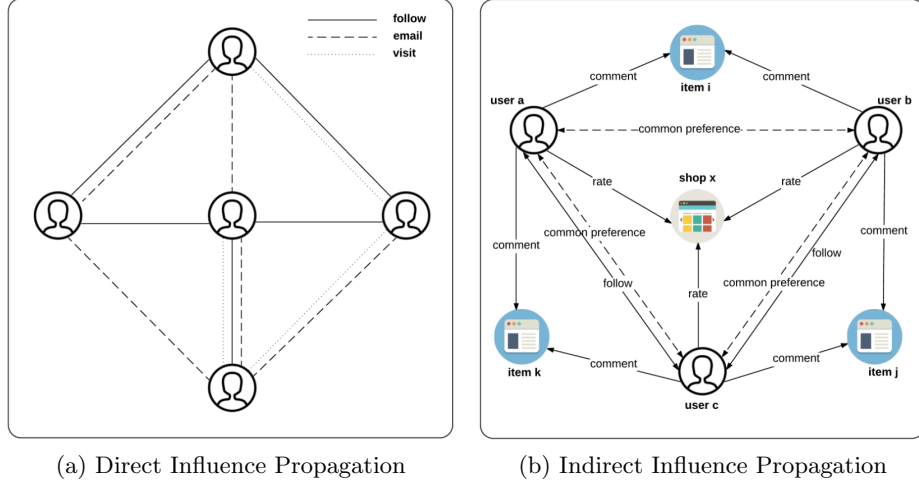 follow
email
visit
comment
comment
item i
user a
user b
common preference
rate
shop x
rate
comment
comment
common preference
follow
follow
common preference
rate
item k
comment
comment
item j
user c
(a) Direct Influence Propagation
(b) Indirect Influence Propagation